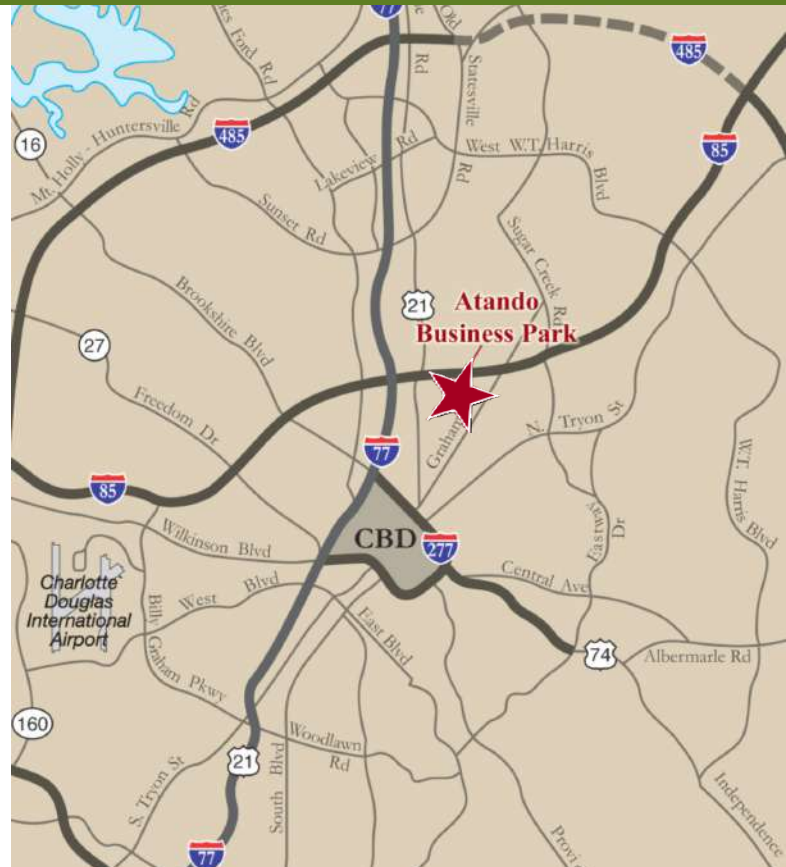 77
Old
485
Statesville
Rd
Rd
485
16
Mt. Holly - Huntersville Rd
85
West W.T. Harris
Blvd
Lakeview Rd
Rd
Sunset Rd
Sugar Creek Rd
Brookshire Blvd
21
Atando
Business Park
27
Freedom Dr
Graham
N. Tryon St
77
W.T. Harris Blvd
85
Eastway
Dr
Wilkinson Blvd
CBD
277
Central Ave
Charlotte
Douglas
International
Airport
West Blvd
East Blvd
Billy Graham Pkwy
74
Albermarle Rd
160
Woodlawn
Rd
21
S. Tryon St
South Blvd
Independence
77